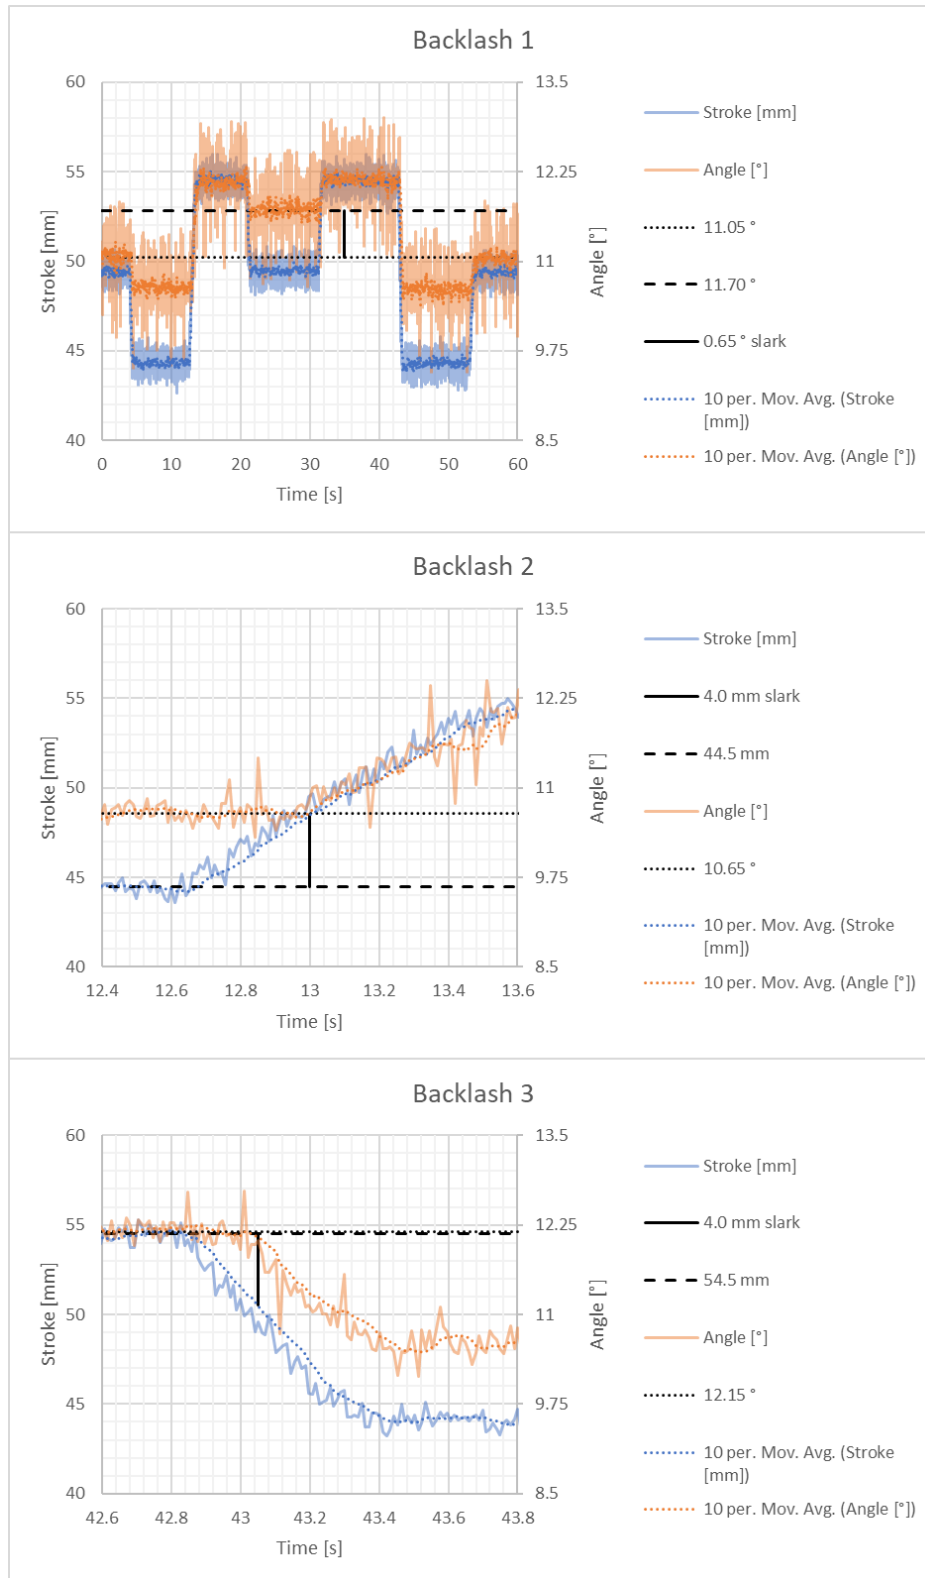 Backlash 1
60
55
50
45
40
Stroke [mm]
13.5
12.25
11
9.75
8.5
Angle [°]
0 10 20 30 40 50 60
Time [s]
Stroke [mm]
Angle [°]
11.05 °
11.70 °
0.65 ° slark
10 per. Mov. Avg. (Stroke
[mm])
10 per. Mov. Avg. (Angle [°])
Backlash 2
60
55
50
45
40
Stroke [mm]
13.5
12.25
11
9.75
8.5
Angle [°]
12.4 12.6 12.8 13 13.2 13.4 13.6
Time [s]
Stroke [mm]
4.0 mm slark
44.5 mm
Angle [°]
10.65 °
10 per. Mov. Avg. (Stroke
[mm])
10 per. Mov. Avg. (Angle [°])
Backlash 3
60
55
50
45
40
Stroke [mm]
13.5
12.25
11
9.75
8.5
Angle [°]
42.6 42.8 43 43.2 43.4 43.6 43.8
Time [s]
Stroke [mm]
4.0 mm slark
54.5 mm
Angle [°]
12.15 °
10 per. Mov. Avg. (Stroke
[mm])
10 per. Mov. Avg. (Angle [°])